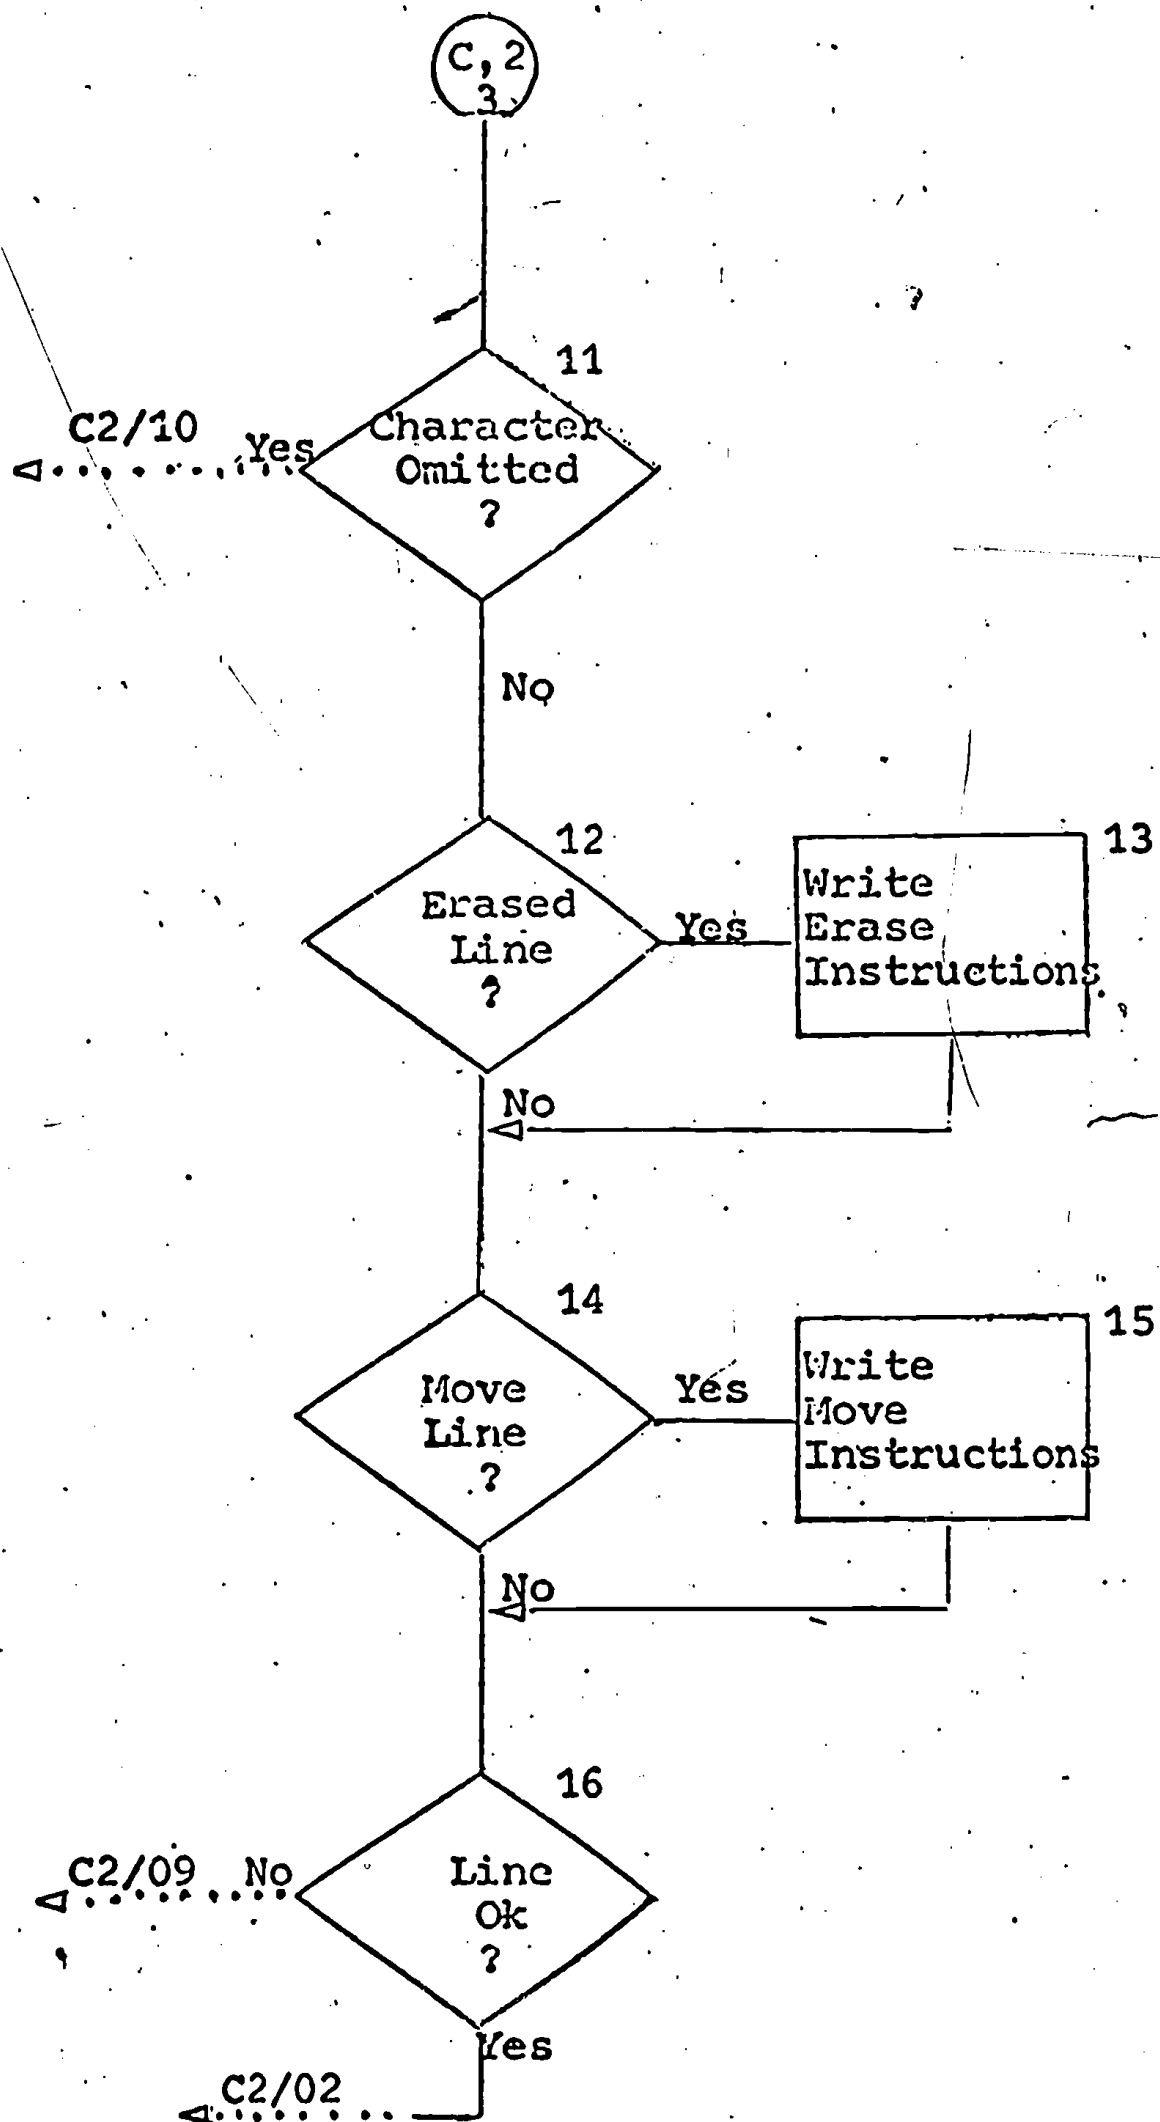 C,2
3
11
C2/10
Yes
Character
Omitted
?
No
12
Erased
Line
?
Yes
13
Write
Erase
Instructions
No
14
Move
Line
?
Yes
15
Write
Move
Instructions
No
16
C2/09
No
Line
Ok
?
Yes
C2/02